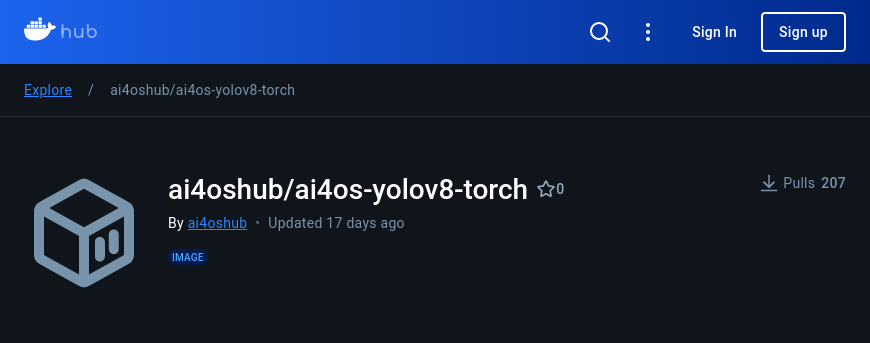 hub
Sign In
Sign up
Explore / ai4oshub/ai4os-yolov8-torch
ai4oshub/ai4os-yolov8-torch 0
Pulls 207
By ai4oshub • Updated 17 days ago
IMAGE